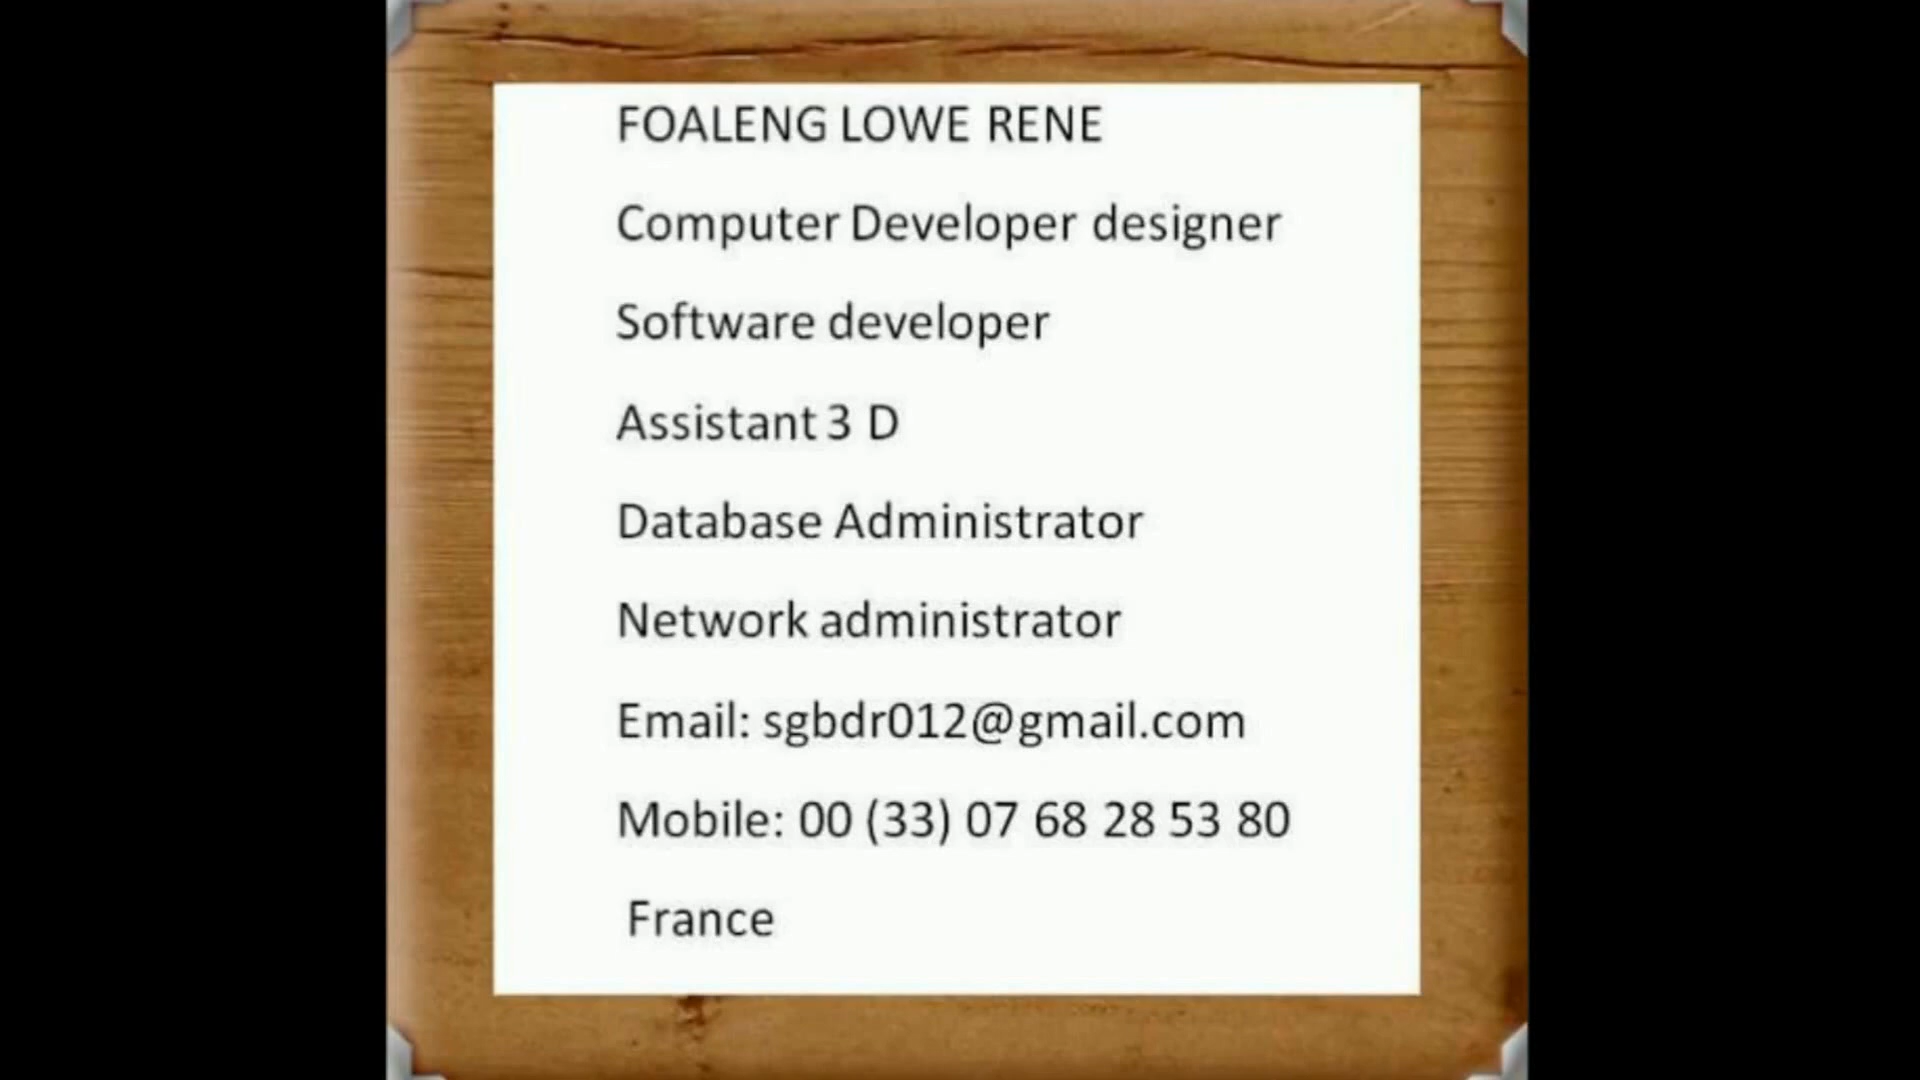 FOALENG LOWE RENE
Computer Developer designer
Software developer
Assistant 3 D
Database Administrator
Network administrator
Email: sgbdr012@gmail.com
Mobile: 00 (33) 07 68 28 53 80
France